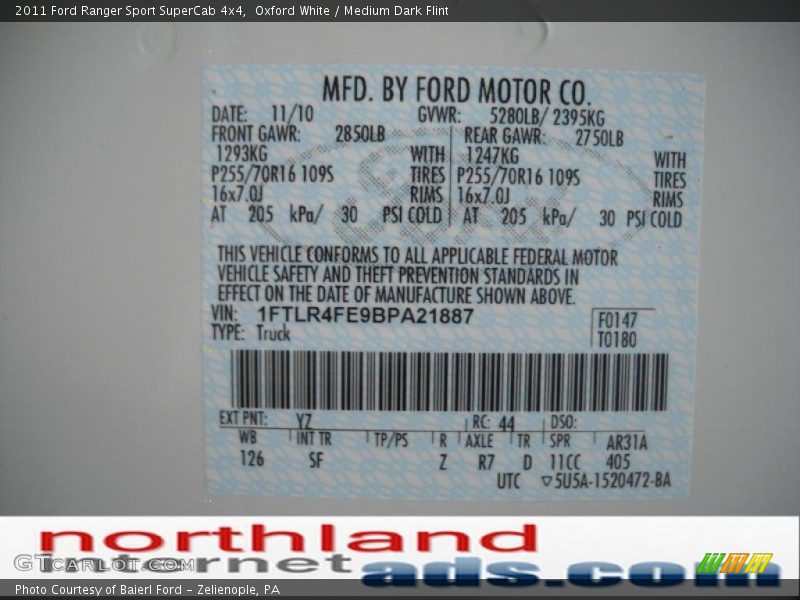 2011 Ford Ranger Sport SuperCab 4x4, Oxford White / Medium Dark Flint
MFD. BY FORD MOTOR CO.
DATE: 11/10 GVWR: 5280LB/ 2395KG
FRONT GAWR: 2850LB REAR GAWR: 2750LB
1293KG WITH 1247KG WITH
P255/70R16 109S TIRES P255/70R16 109S TIRES
16x7.0J RIMS 16x7.0J RIMS
AT 205 kPa/ 30 PSI COLD AT 205 kPa/ 30 PSI COLD
THIS VEHICLE CONFORMS TO ALL APPLICABLE FEDERAL MOTOR
VEHICLE SAFETY AND THEFT PREVENTION STANDARDS IN
EFFECT ON THE DATE OF MANUFACTURE SHOWN ABOVE.
VIN: 1FTLR4FE9BPA21887 F0147
TYPE: Truck T0180
EXT PNT: YZ RC: 44 DSO:
WB INT TR TP/PS R AXLE TR SPR AR31A
126 SF Z R7 D 11CC 405
UTC ▽5U5A-1520472-BA
northland
internet
ads.com
GTCARLOT.COM
Photo Courtesy of Baierl Ford – Zelienople, PA